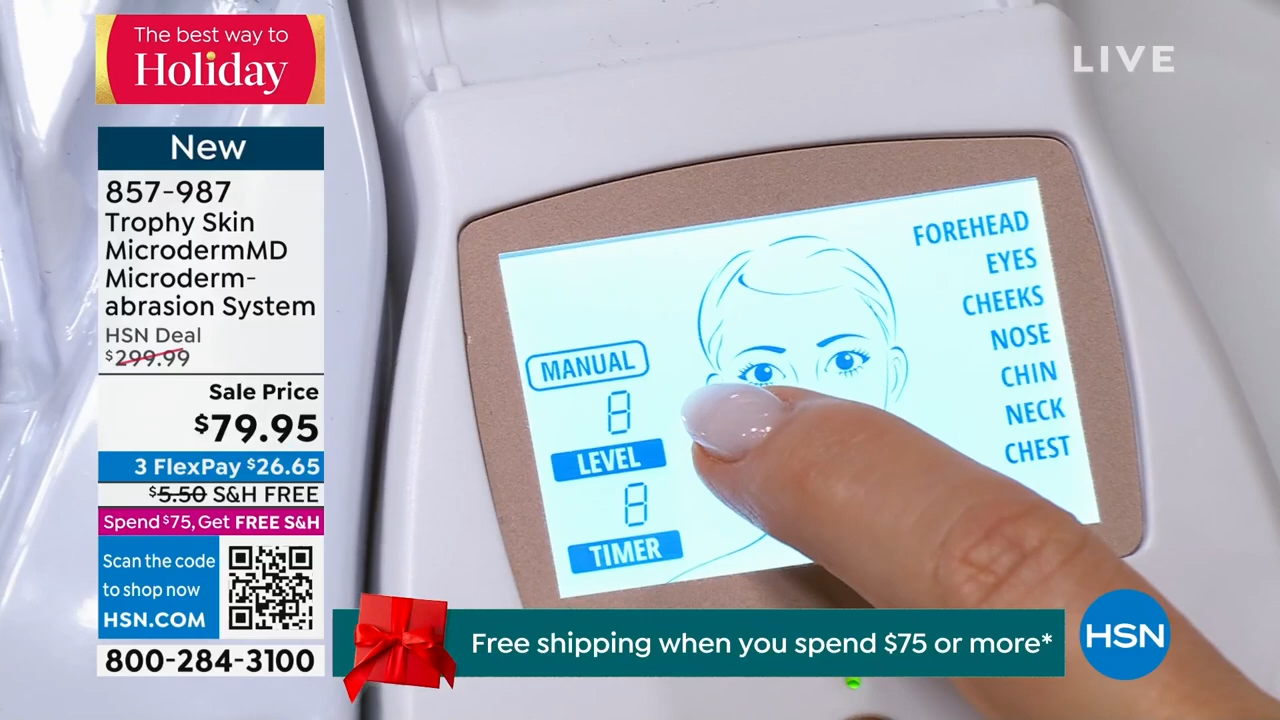 The best way to
Holiday
LIVE
New
857-987
Trophy Skin
MicrodermMD
Microderm-
abrasion System
HSN Deal
$299.99
Sale Price
$79.95
3 FlexPay $26.65
$5.50 S&H FREE
Spend $75, Get FREE S&H
Scan the code
to shop now
HSN.COM
800-284-3100
MANUAL
8
LEVEL
8
TIMER
FOREHEAD
EYES
CHEEKS
NOSE
CHIN
NECK
CHEST
Free shipping when you spend $75 or more*
HSN